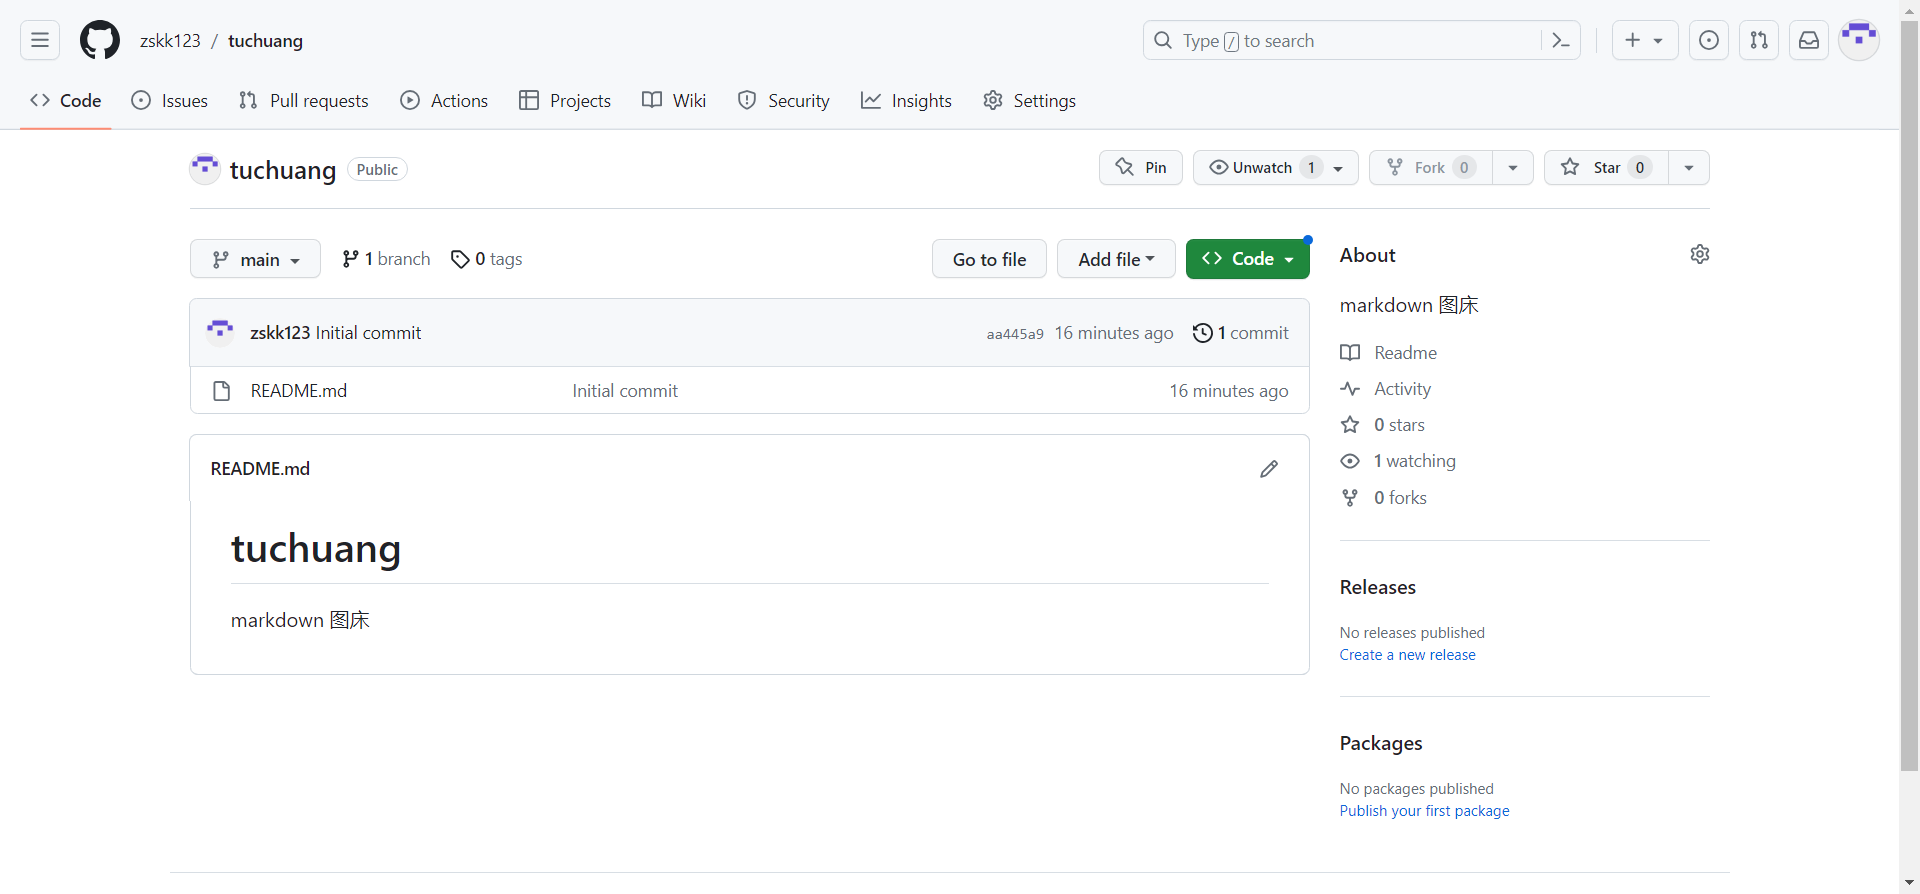 zskk123 / tuchuang
Type / to search
Code Issues Pull requests Actions Projects Wiki Security Insights Settings
tuchuang Public
Pin Unwatch 1 Fork 0 Star 0
main 1 branch 0 tags Go to file Add file Code
zskk123 Initial commit aa445a9 16 minutes ago 1 commit
README.md Initial commit 16 minutes ago
README.md
tuchuang
markdown 图床
About
markdown 图床
Readme
Activity
0 stars
1 watching
0 forks
Releases
No releases published
Create a new release
Packages
No packages published
Publish your first package